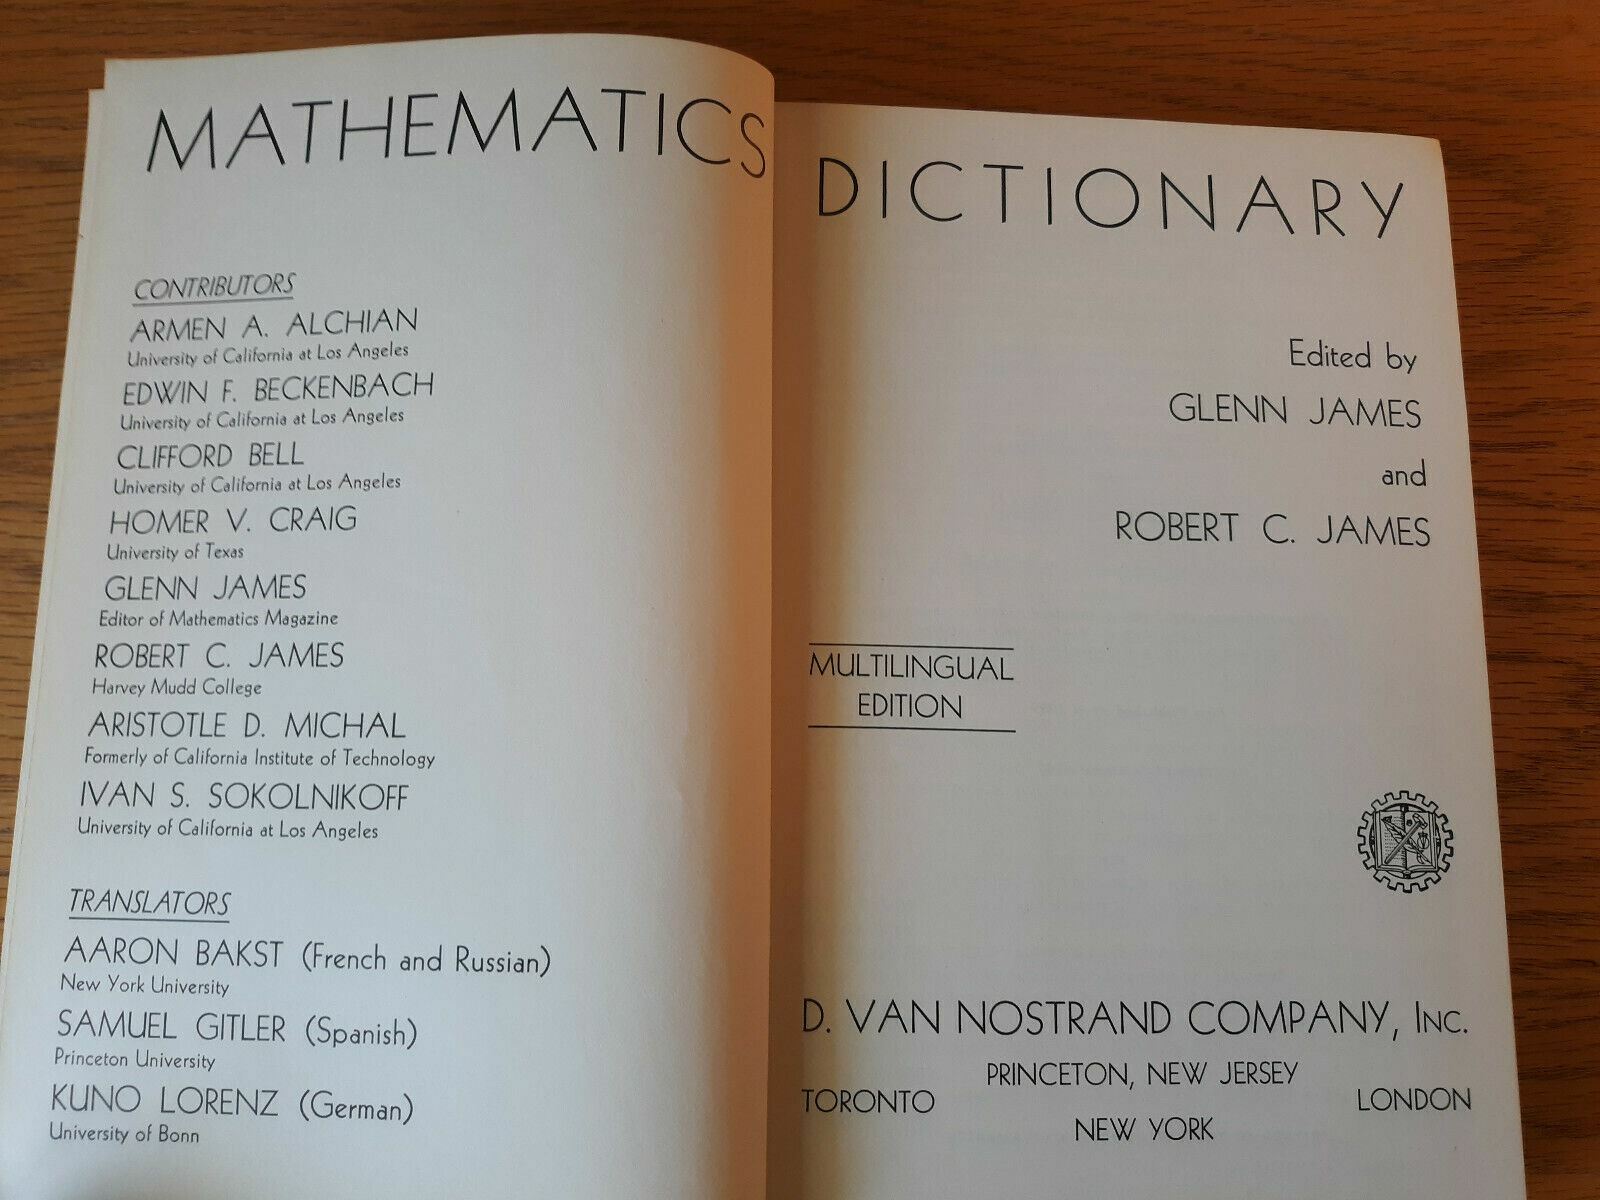 MATHEMATICS DICTIONARY
CONTRIBUTORS
ARMEN A. ALCHIAN
University of California at Los Angeles
EDWIN F. BECKENBACH
University of California at Los Angeles
CLIFFORD BELL
University of California at Los Angeles
HOMER V. CRAIG
University of Texas
GLENN JAMES
Editor of Mathematics Magazine
ROBERT C. JAMES
Harvey Mudd College
ARISTOTLE D. MICHAL
Formerly of California Institute of Technology
IVAN S. SOKOLNIKOFF
University of California at Los Angeles
TRANSLATORS
AARON BAKST (French and Russian)
New York University
SAMUEL GITLER (Spanish)
Princeton University
KUNO LORENZ (German)
University of Bonn
Edited by
GLENN JAMES
and
ROBERT C. JAMES
MULTILINGUAL
EDITION
D. VAN NOSTRAND COMPANY, INC.
PRINCETON, NEW JERSEY
TORONTO LONDON
NEW YORK